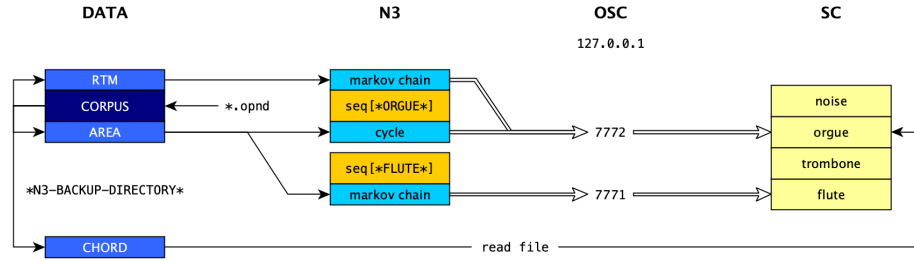 DATA N3 OSC SC
127.0.0.1
RTM markov chain
noise
CORPUS *.opnd seq[*ORGUE*]
AREA cycle 7772 orgue
trombone
seq[*FLUTE*]
*N3-BACKUP-DIRECTORY* markov chain 7771 flute
CHORD read file